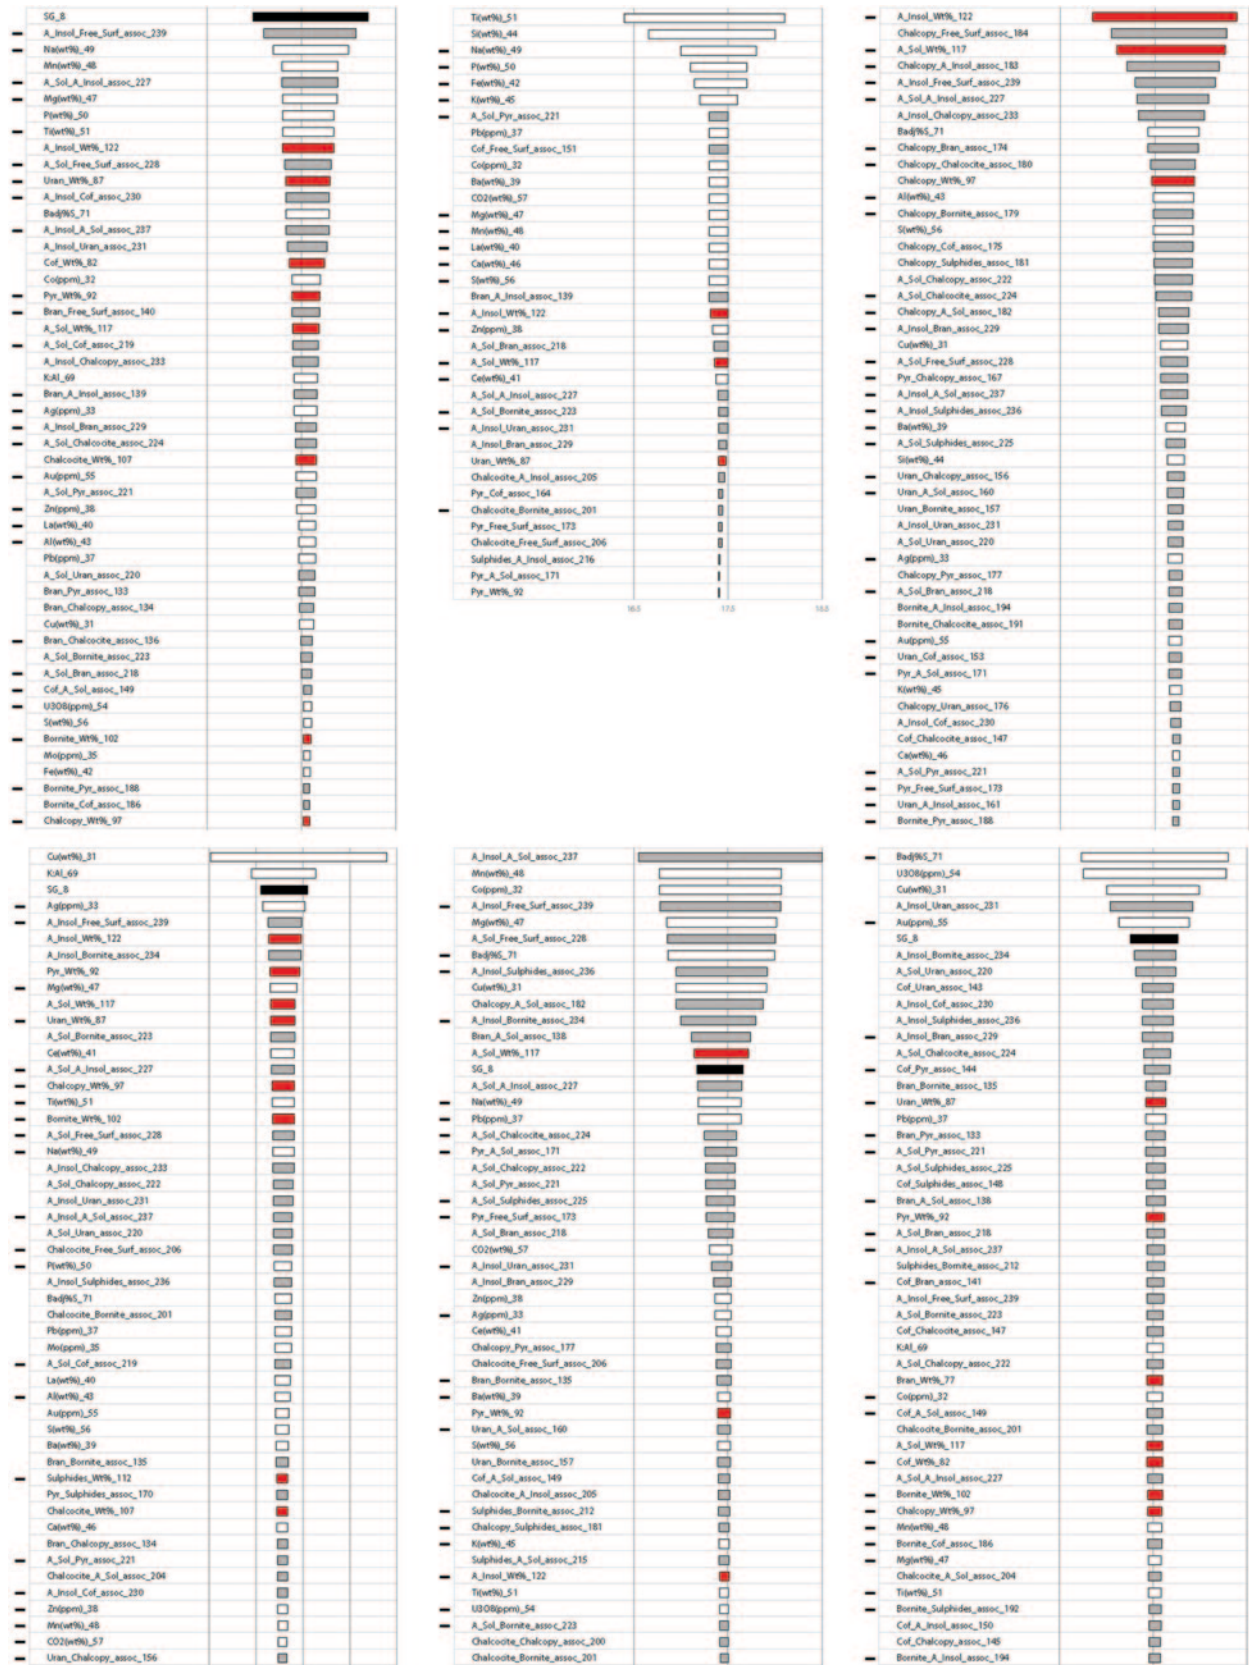 SG_8
A_Insol_Free_Surf_assoc_239
Na(wt%)_49
Mn(wt%)_48
A_Sol_A_Insol_assoc_227
Mg(wt%)_47
P(wt%)_50
Ti(wt%)_51
A_Insol_Wt%_122
A_Sol_Free_Surf_assoc_228
Uran_Wt%_87
A_Insol_Cof_assoc_230
Badj%S_71
A_Insol_A_Sol_assoc_237
A_Insol_Uran_assoc_231
Cof_Wt%_82
Co(ppm)_32
Pyr_Wt%_92
Bran_Free_Surf_assoc_140
A_Sol_Wt%_117
A_Sol_Cof_assoc_219
A_Insol_Chalcopy_assoc_233
K:Al_69
Bran_A_Insol_assoc_139
Ag(ppm)_33
A_Insol_Bran_assoc_229
A_Sol_Chalcocite_assoc_224
Chalcocite_Wt%_107
Au(ppm)_55
A_Sol_Pyr_assoc_221
Zn(ppm)_38
La(wt%)_40
Al(wt%)_43
Pb(ppm)_37
A_Sol_Uran_assoc_220
Bran_Pyr_assoc_133
Bran_Chalcopy_assoc_134
Cu(wt%)_31
Bran_Chalcocite_assoc_136
A_Sol_Bornite_assoc_223
A_Sol_Bran_assoc_218
Cof_A_Sol_assoc_149
U3O8(ppm)_54
S(wt%)_56
Bornite_Wt%_102
Mo(ppm)_35
Fe(wt%)_42
Bornite_Pyr_assoc_188
Bornite_Cof_assoc_186
Chalcopy_Wt%_97
Ti(wt%)_51
Si(wt%)_44
Na(wt%)_49
P(wt%)_50
Fe(wt%)_42
K(wt%)_45
A_Sol_Pyr_assoc_221
Pb(ppm)_37
Cof_Free_Surf_assoc_151
Co(ppm)_32
Ba(wt%)_39
CO2(wt%)_57
Mg(wt%)_47
Mn(wt%)_48
La(wt%)_40
Ca(wt%)_46
S(wt%)_56
Bran_A_Insol_assoc_139
A_Insol_Wt%_122
Zn(ppm)_38
A_Sol_Bran_assoc_218
A_Sol_Wt%_117
Ce(wt%)_41
A_Sol_A_Insol_assoc_227
A_Sol_Bornite_assoc_223
A_Insol_Uran_assoc_231
A_Insol_Bran_assoc_229
Uran_Wt%_87
Chalcocite_A_Insol_assoc_205
Pyr_Cof_assoc_164
Chalcocite_Bornite_assoc_201
Pyr_Free_Surf_assoc_173
Chalcocite_Free_Surf_assoc_206
Sulphides_A_Insol_assoc_216
Pyr_A_Sol_assoc_171
Pyr_Wt%_92
16.5 17.5 18.5
A_Insol_Wt%_122
Chalcopy_Free_Surf_assoc_184
A_Sol_Wt%_117
Chalcopy_A_Insol_assoc_183
A_Insol_Free_Surf_assoc_239
A_Sol_A_Insol_assoc_227
A_Insol_Chalcopy_assoc_233
Badj%S_71
Chalcopy_Bran_assoc_174
Chalcopy_Chalcocite_assoc_180
Chalcopy_Wt%_97
Al(wt%)_43
Chalcopy_Bornite_assoc_179
S(wt%)_56
Chalcopy_Cof_assoc_175
Chalcopy_Sulphides_assoc_181
A_Sol_Chalcopy_assoc_222
A_Sol_Chalcocite_assoc_224
Chalcopy_A_Sol_assoc_182
A_Insol_Bran_assoc_229
Cu(wt%)_31
A_Sol_Free_Surf_assoc_228
Pyr_Chalcopy_assoc_167
A_Insol_A_Sol_assoc_237
A_Insol_Sulphides_assoc_236
Ba(wt%)_39
A_Sol_Sulphides_assoc_225
Si(wt%)_44
Uran_Chalcopy_assoc_156
Uran_A_Sol_assoc_160
Uran_Bornite_assoc_157
A_Insol_Uran_assoc_231
A_Sol_Uran_assoc_220
Ag(ppm)_33
Chalcopy_Pyr_assoc_177
A_Sol_Bran_assoc_218
Bornite_A_Insol_assoc_194
Bornite_Chalcocite_assoc_191
Au(ppm)_55
Uran_Cof_assoc_153
Pyr_A_Sol_assoc_171
K(wt%)_45
Chalcopy_Uran_assoc_176
A_Insol_Cof_assoc_230
Cof_Chalcocite_assoc_147
Ca(wt%)_46
A_Sol_Pyr_assoc_221
Pyr_Free_Surf_assoc_173
Uran_A_Insol_assoc_161
Bornite_Pyr_assoc_188
Cu(wt%)_31
K:Al_69
SG_8
Ag(ppm)_33
A_Insol_Free_Surf_assoc_239
A_Insol_Wt%_122
A_Insol_Bornite_assoc_234
Pyr_Wt%_92
Mg(wt%)_47
A_Sol_Wt%_117
Uran_Wt%_87
A_Sol_Bornite_assoc_223
Ce(wt%)_41
A_Sol_A_Insol_assoc_227
Chalcopy_Wt%_97
Ti(wt%)_51
Bornite_Wt%_102
A_Sol_Free_Surf_assoc_228
Na(wt%)_49
A_Insol_Chalcopy_assoc_233
A_Sol_Chalcopy_assoc_222
A_Insol_Uran_assoc_231
A_Insol_A_Sol_assoc_237
A_Sol_Uran_assoc_220
Chalcocite_Free_Surf_assoc_206
P(wt%)_50
A_Insol_Sulphides_assoc_236
Badj%S_71
Chalcocite_Bornite_assoc_201
Pb(ppm)_37
Mo(ppm)_35
A_Sol_Cof_assoc_219
La(wt%)_40
Al(wt%)_43
Au(ppm)_55
S(wt%)_56
Ba(wt%)_39
Bran_Bornite_assoc_135
Sulphides_Wt%_112
Pyr_Sulphides_assoc_170
Chalcocite_Wt%_107
Ca(wt%)_46
Bran_Chalcopy_assoc_134
A_Sol_Pyr_assoc_221
Chalcocite_A_Sol_assoc_204
A_Insol_Cof_assoc_230
Zn(ppm)_38
Mn(wt%)_48
CO2(wt%)_57
Uran_Chalcopy_assoc_156
A_Insol_A_Sol_assoc_237
Mn(wt%)_48
Co(ppm)_32
A_Insol_Free_Surf_assoc_239
Mg(wt%)_47
A_Sol_Free_Surf_assoc_228
Badj%S_71
A_Insol_Sulphides_assoc_236
Cu(wt%)_31
Chalcopy_A_Sol_assoc_182
A_Insol_Bornite_assoc_234
Bran_A_Sol_assoc_138
A_Sol_Wt%_117
SG_8
A_Sol_A_Insol_assoc_227
Na(wt%)_49
Pb(ppm)_37
A_Sol_Chalcocite_assoc_224
Pyr_A_Sol_assoc_171
A_Sol_Chalcopy_assoc_222
A_Sol_Pyr_assoc_221
A_Sol_Sulphides_assoc_225
Pyr_Free_Surf_assoc_173
A_Sol_Bran_assoc_218
CO2(wt%)_57
A_Insol_Uran_assoc_231
A_Insol_Bran_assoc_229
Zn(ppm)_38
Ag(ppm)_33
Ce(wt%)_41
Chalcopy_Pyr_assoc_177
Chalcocite_Free_Surf_assoc_206
Bran_Bornite_assoc_135
Ba(wt%)_39
Pyr_Wt%_92
Uran_A_Sol_assoc_160
S(wt%)_56
Uran_Bornite_assoc_157
Cof_A_Sol_assoc_149
Chalcocite_A_Insol_assoc_205
Sulphides_Bornite_assoc_212
Chalcopy_Sulphides_assoc_181
K(wt%)_45
Sulphides_A_Sol_assoc_215
A_Insol_Wt%_122
Ti(wt%)_51
U3O8(ppm)_54
A_Sol_Bornite_assoc_223
Chalcocite_Chalcopy_assoc_200
Chalcocite_Bornite_assoc_201
Badj%S_71
U3O8(ppm)_54
Cu(wt%)_31
A_Insol_Uran_assoc_231
Au(ppm)_55
SG_8
A_Insol_Bornite_assoc_234
A_Sol_Uran_assoc_220
Cof_Uran_assoc_143
A_Insol_Cof_assoc_230
A_Insol_Sulphides_assoc_236
A_Insol_Bran_assoc_229
A_Sol_Chalcocite_assoc_224
Cof_Pyr_assoc_144
Bran_Bornite_assoc_135
Uran_Wt%_87
Pb(ppm)_37
Bran_Pyr_assoc_133
A_Sol_Pyr_assoc_221
A_Sol_Sulphides_assoc_225
Cof_Sulphides_assoc_148
Bran_A_Sol_assoc_138
Pyr_Wt%_92
A_Sol_Bran_assoc_218
A_Insol_A_Sol_assoc_237
Sulphides_Bornite_assoc_212
Cof_Bran_assoc_141
A_Insol_Free_Surf_assoc_239
A_Sol_Bornite_assoc_223
Cof_Chalcocite_assoc_147
K:Al_69
A_Sol_Chalcopy_assoc_222
Bran_Wt%_77
Co(ppm)_32
Cof_A_Sol_assoc_149
Chalcocite_Bornite_assoc_201
A_Sol_Wt%_117
Cof_Wt%_82
A_Sol_A_Insol_assoc_227
Bornite_Wt%_102
Chalcopy_Wt%_97
Mn(wt%)_48
Bornite_Cof_assoc_186
Mg(wt%)_47
Chalcocite_A_Sol_assoc_204
Ti(wt%)_51
Bornite_Sulphides_assoc_192
Cof_A_Insol_assoc_150
Cof_Chalcopy_assoc_145
Bornite_A_Insol_assoc_194